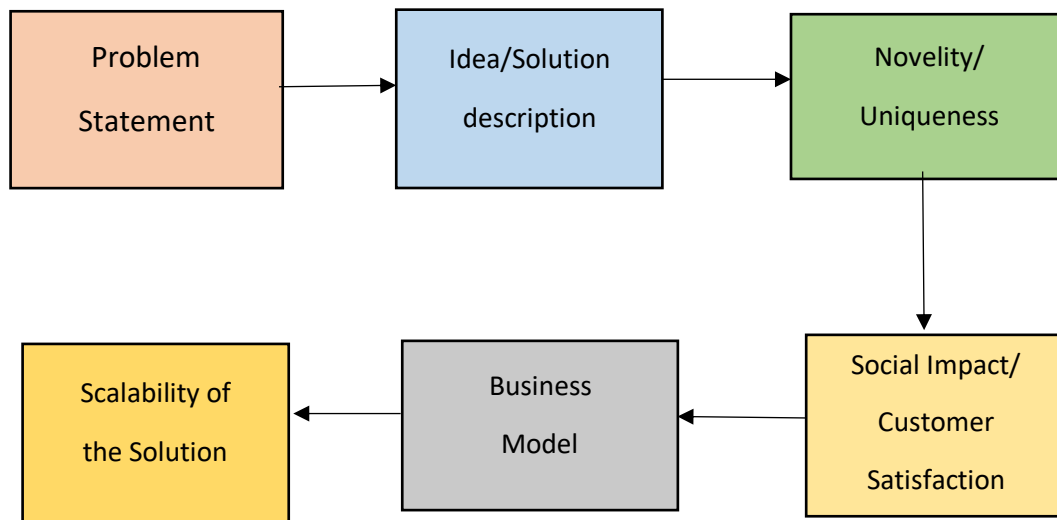 Problem
Statement
Idea/Solution
description
Novelity/
Uniqueness
Social Impact/
Customer
Satisfaction
Business
Model
Scalability of
the Solution